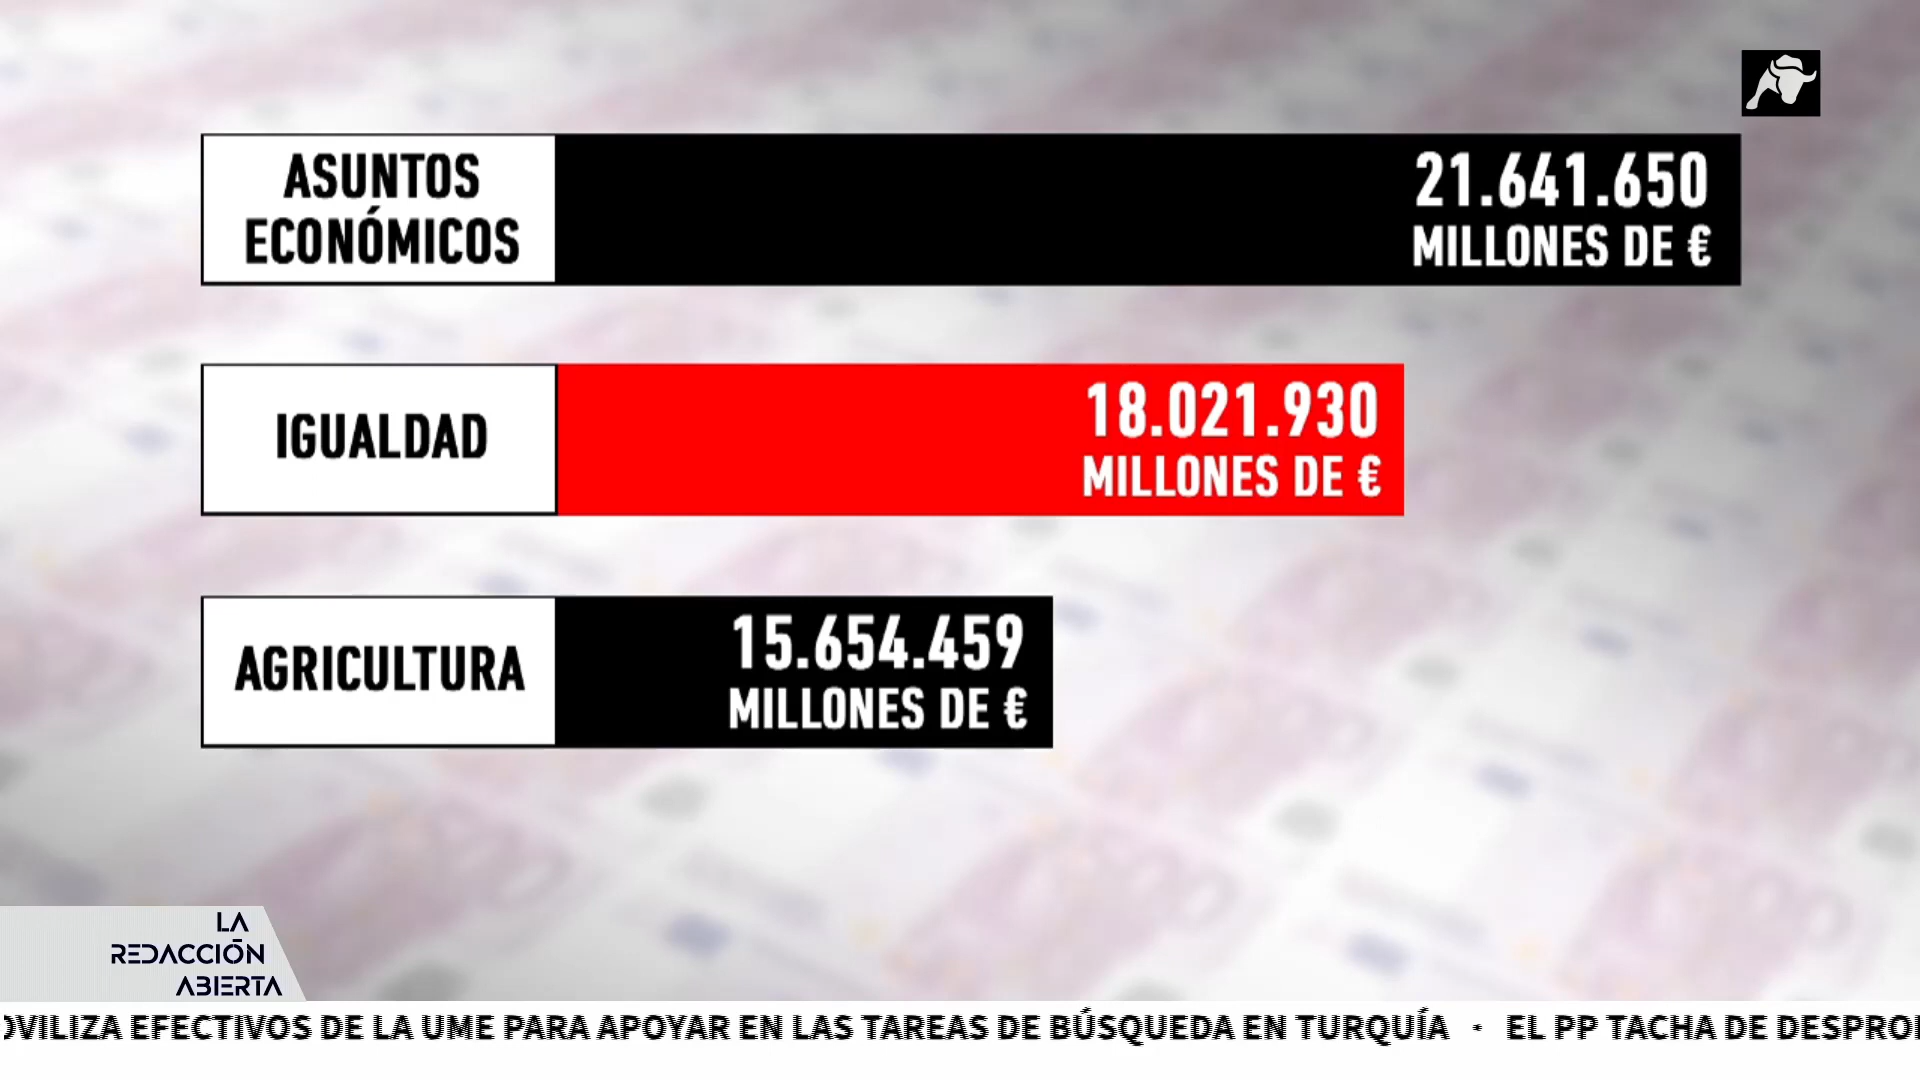 ASUNTOS
ECONÓMICOS
21.641.650
MILLONES DE €
IGUALDAD
18.021.930
MILLONES DE €
AGRICULTURA
15.654.459
MILLONES DE €
LA
REDACCIÓN
ABIERTA
OVILIZA EFECTIVOS DE LA UME PARA APOYAR EN LAS TAREAS DE BÚSQUEDA EN TURQUÍA · EL PP TACHA DE DESPRO